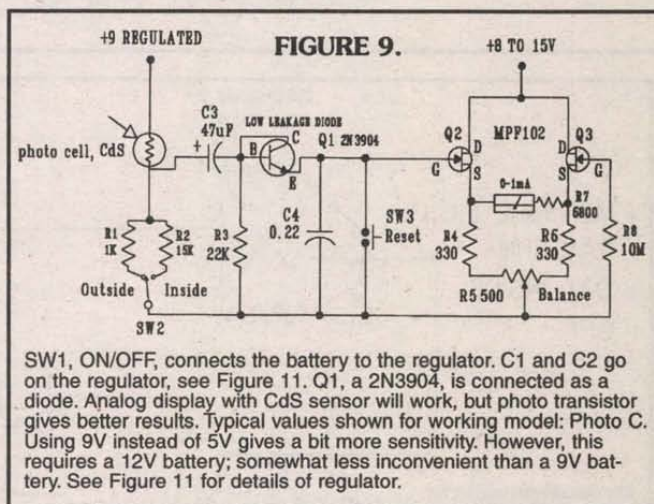 +9 REGULATED
FIGURE 9.
+8 TO 15V
C3
47uF
+
LOW LEAKAGE DIODE
C
B
E
Q1 2N3904
Q2
MPF102
Q3
D
D
G
S
S
G
photo cell, CdS
0-1mA
R7
6800
R1
1K
R2
15K
R3
22K
C4
0.22
SW3
Reset
R4
330
R6
330
R8
10M
Outside
Inside
R5 500
Balance
SW2
SW1, ON/OFF, connects the battery to the regulator. C1 and C2 go
on the regulator, see Figure 11. Q1, a 2N3904, is connected as a
diode. Analog display with CdS sensor will work, but photo transistor
gives better results. Typical values shown for working model: Photo C.
Using 9V instead of 5V gives a bit more sensitivity. However, this
requires a 12V battery; somewhat less inconvenient than a 9V bat-
tery. See Figure 11 for details of regulator.